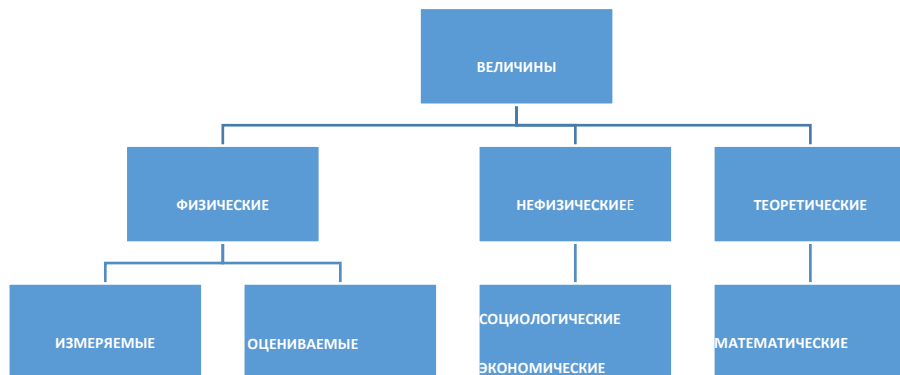 ВЕЛИЧИНЫ
ФИЗИЧЕСКИЕ
НЕФИЗИЧЕСКИЕЕ
ТЕОРЕТИЧЕСКИЕ
ИЗМЕРЯЕМЫЕ
ОЦЕНИВАЕМЫЕ
СОЦИОЛОГИЧЕСКИЕ
ЭКОНОМИЧЕСКИЕ
МАТЕМАТИЧЕСКИЕ